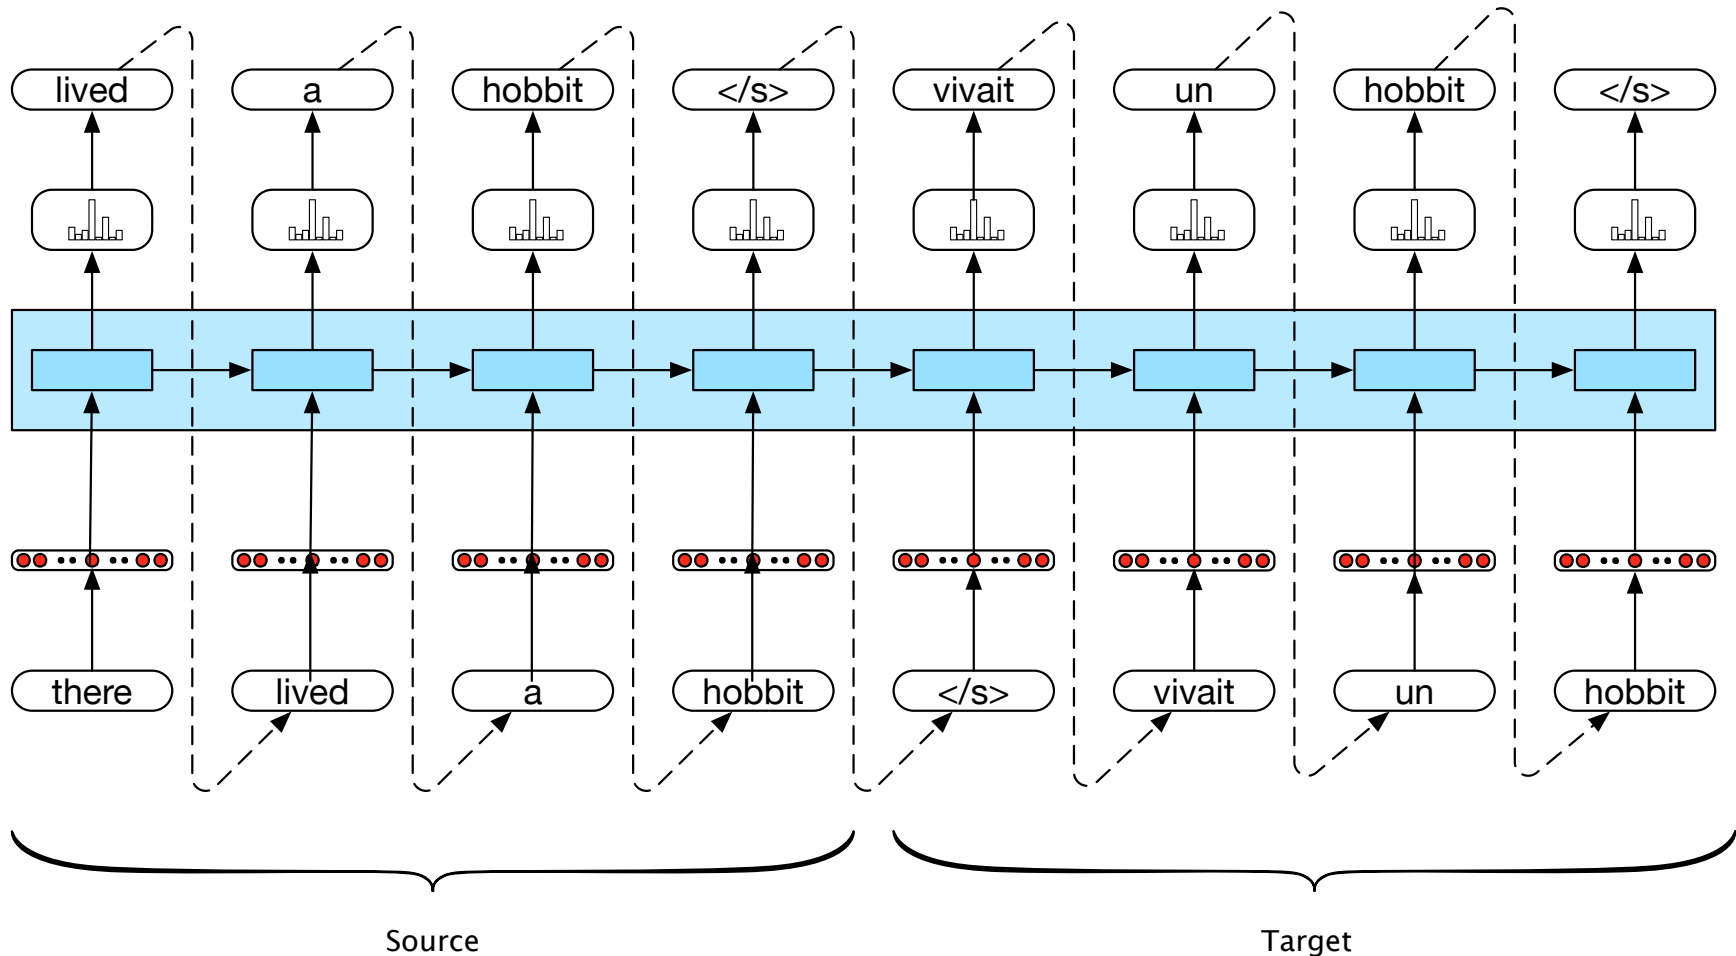 lived a hobbit </s> vivait un hobbit </s>
there lived a hobbit </s> vivait un hobbit
Source Target